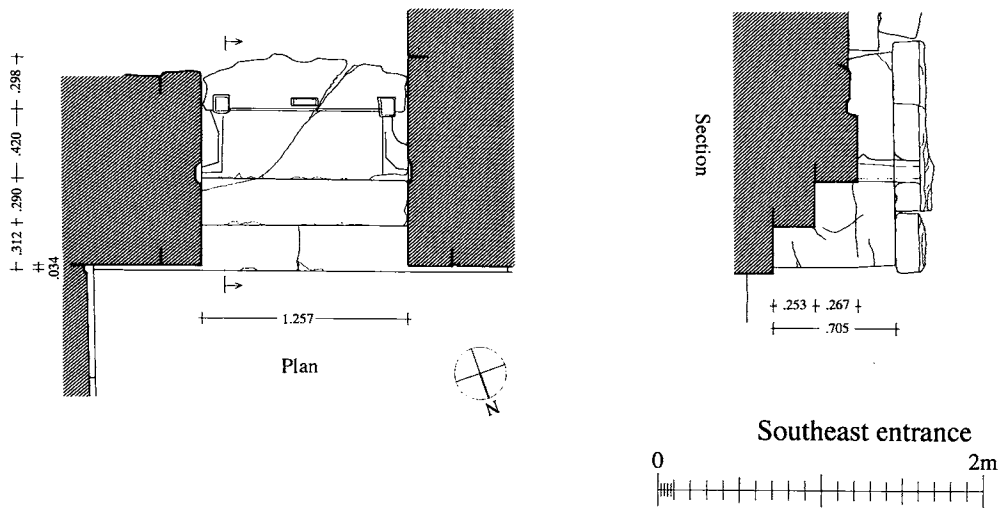 .298
.420
.290
.312
.034
1.257
Plan
N
Section
.253 .267
.705
Southeast entrance
0 2m